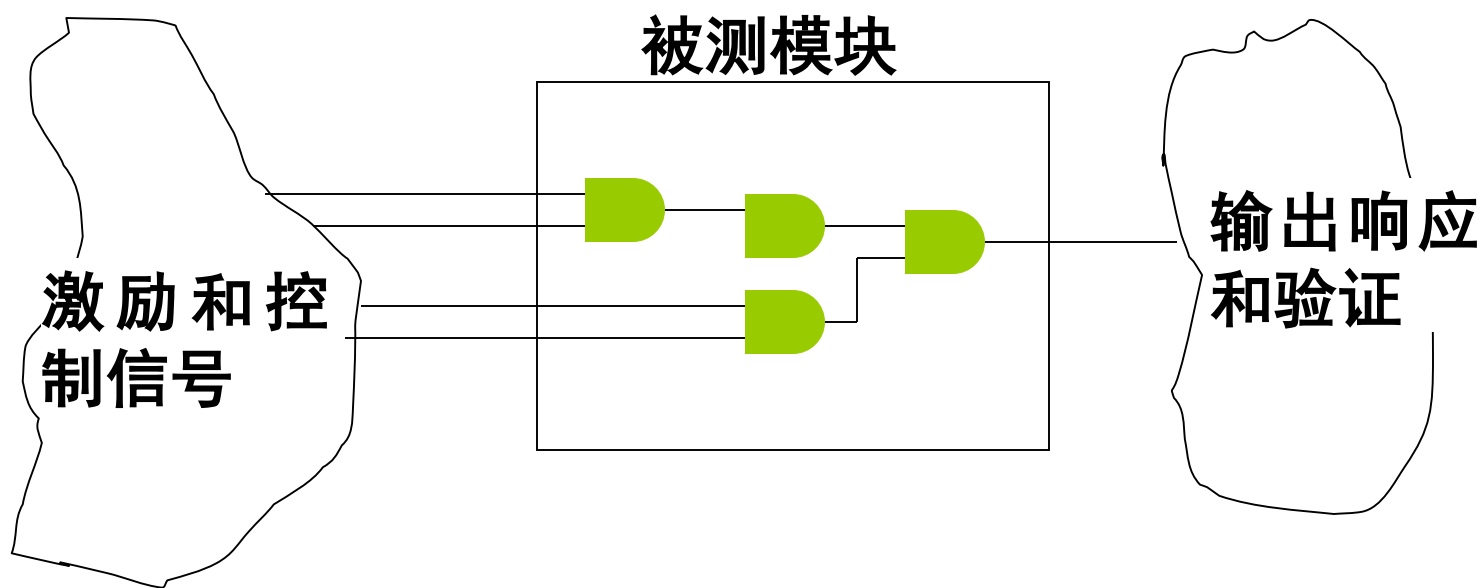 被测模块
激励和控
制信号
输出响应
和验证